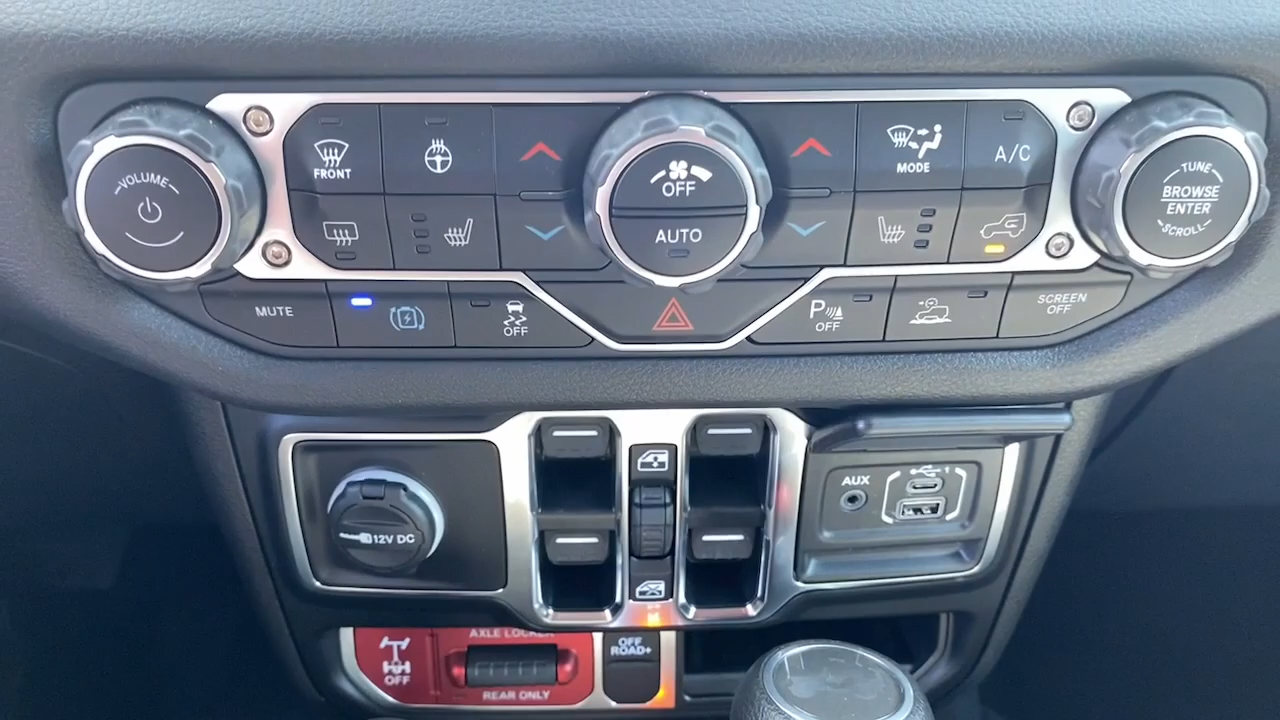 VOLUME
FRONT
OFF
AUTO
MODE
A/C
TUNE
BROWSE
ENTER
SCROLL
MUTE
OFF
P
OFF
SCREEN
OFF
12V DC
AUX
1
AXLE LOCKER
OFF
REAR ONLY
OFF
ROAD+